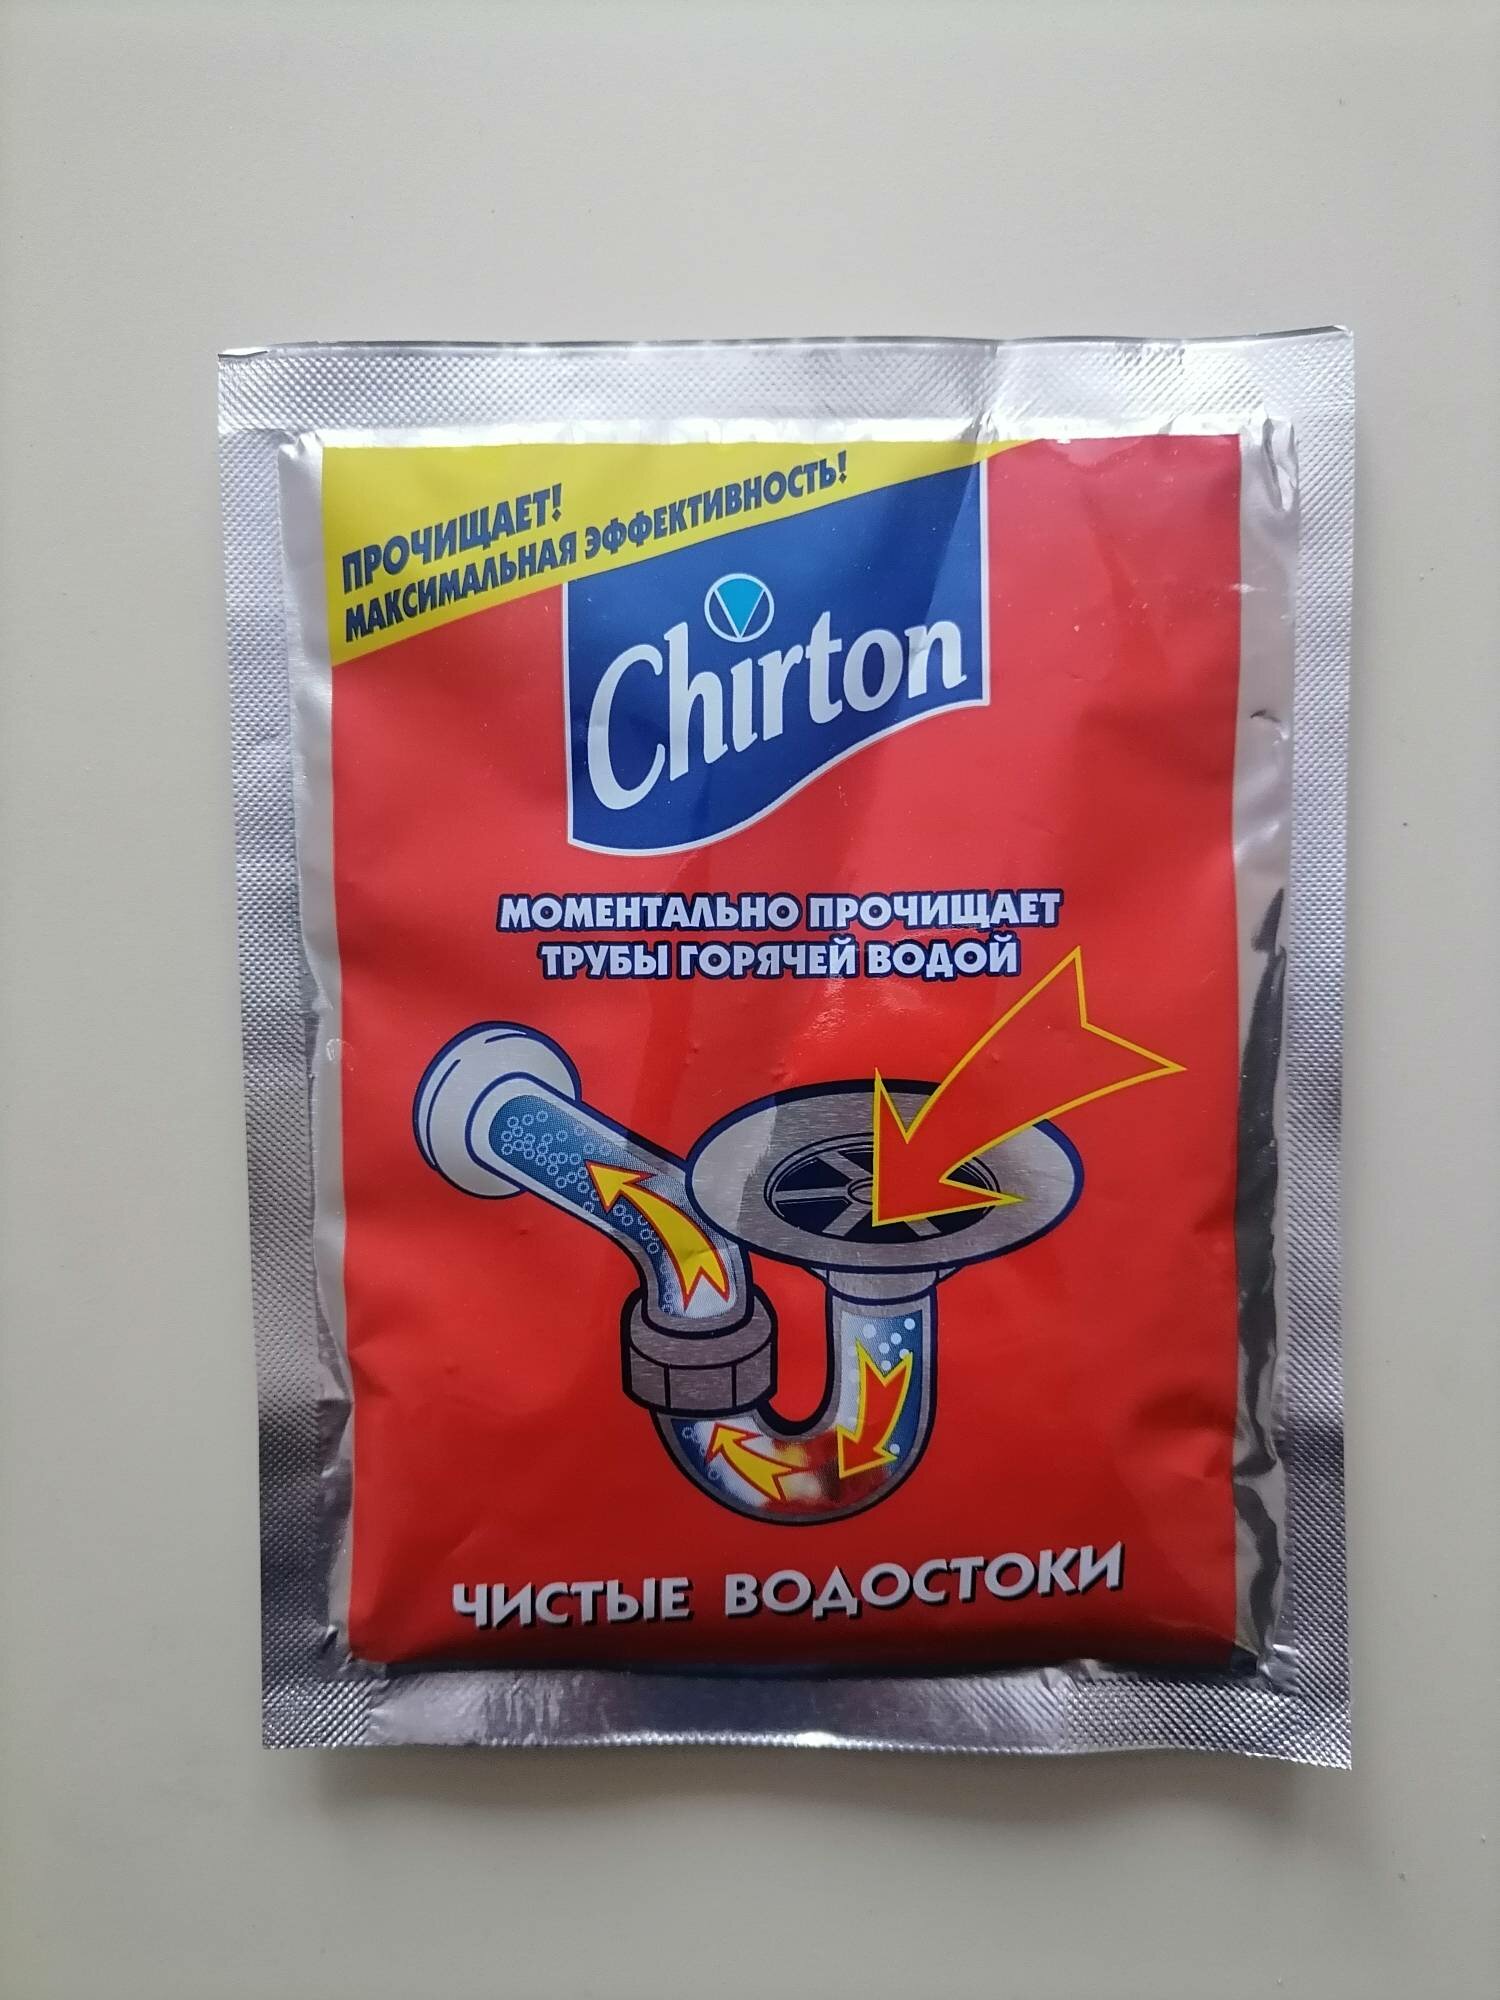 ПРОЧИЩАЕТ!
МАКСИМАЛЬНАЯ ЭФФЕКТИВНОСТЬ!
Chirton
МОМЕНТАЛЬНО ПРОЧИЩАЕТ
ТРУБЫ ГОРЯЧЕЙ ВОДОЙ
ЧИСТЫЕ ВОДОСТОКИ